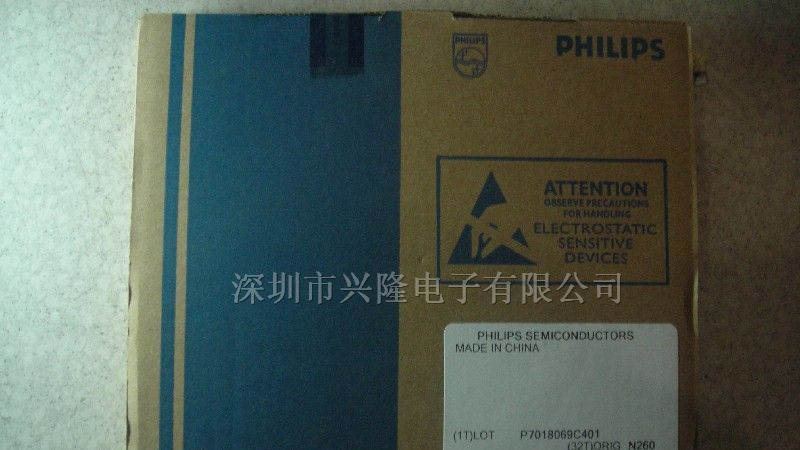 PHILIPS
PHILIPS
ATTENTION
OBSERVE PRECAUTIONS
FOR HANDLING
ELECTROSTATIC
SENSITIVE
DEVICES
深圳市兴隆电子有限公司
PHILIPS SEMICONDUCTORS
MADE IN CHINA
(1T)LOT P7018069C401
(32T)ORIG N260